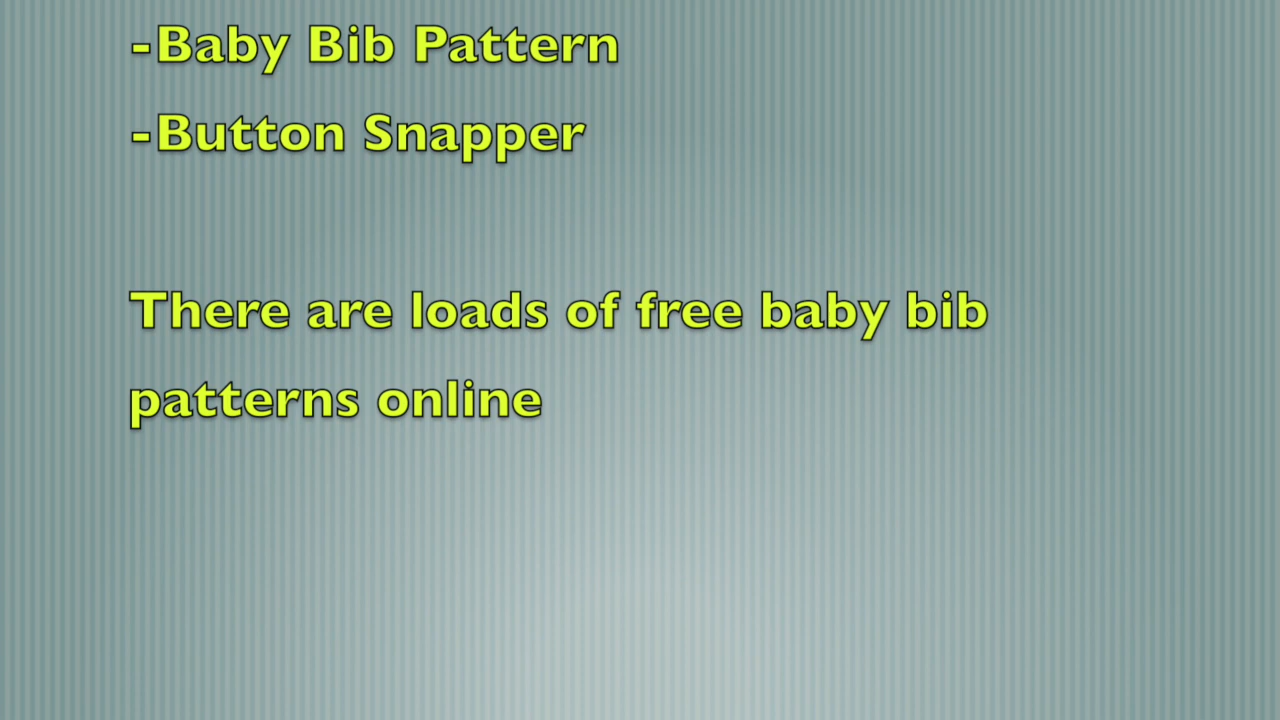 -Baby Bib Pattern
-Button Snapper
There are loads of free baby bib
patterns online